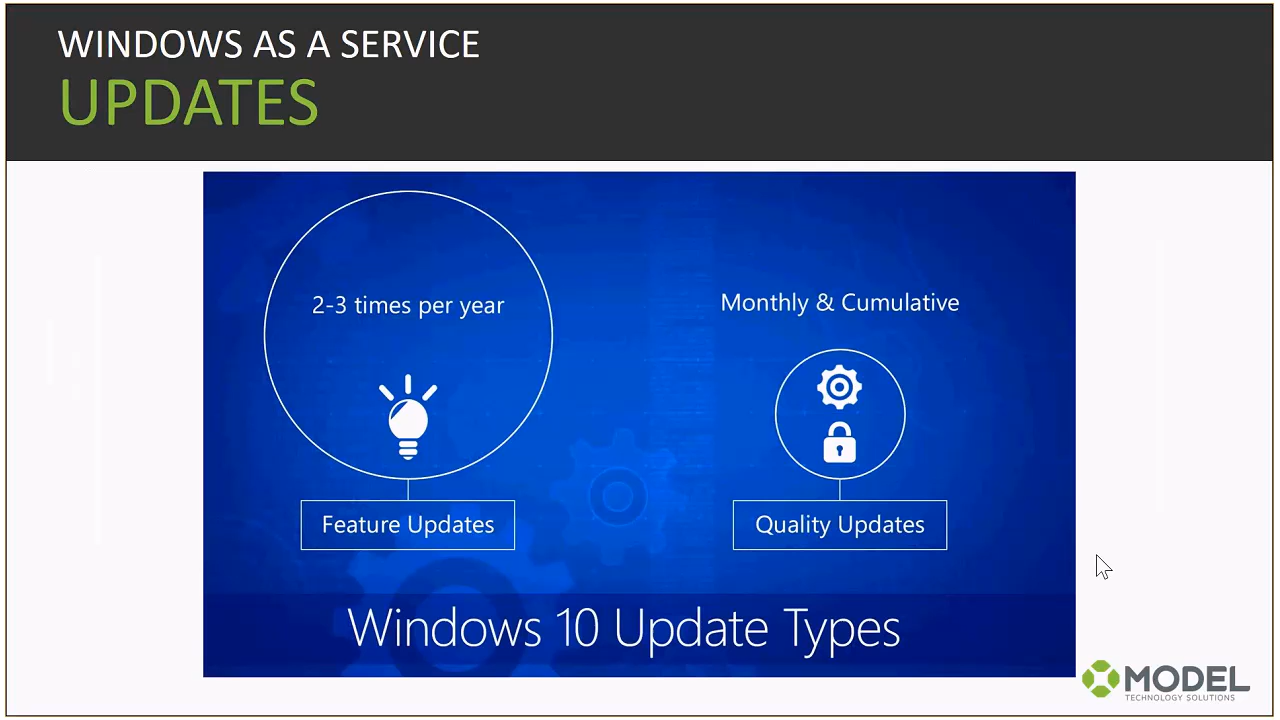 WINDOWS AS A SERVICE
UPDATES
2-3 times per year
Monthly & Cumulative
Feature Updates
Quality Updates
Windows 10 Update Types
MODEL
TECHNOLOGY SOLUTIONS